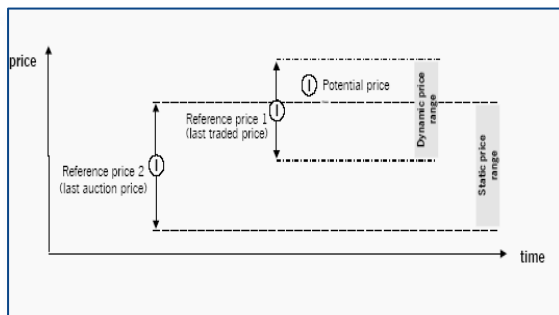 price
Potential price
Reference price 1
(last traded price)
Dynamic price
range
Reference price 2
(last auction price)
Static price
range
time